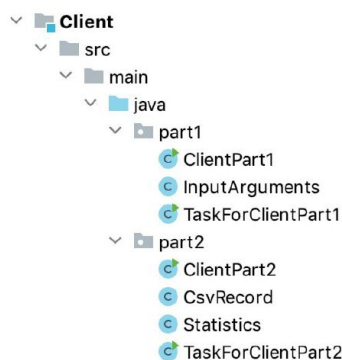 Client
src
main
java
part1
ClientPart1
InputArguments
TaskForClientPart1
part2
ClientPart2
CsvRecord
Statistics
TaskForClientPart2